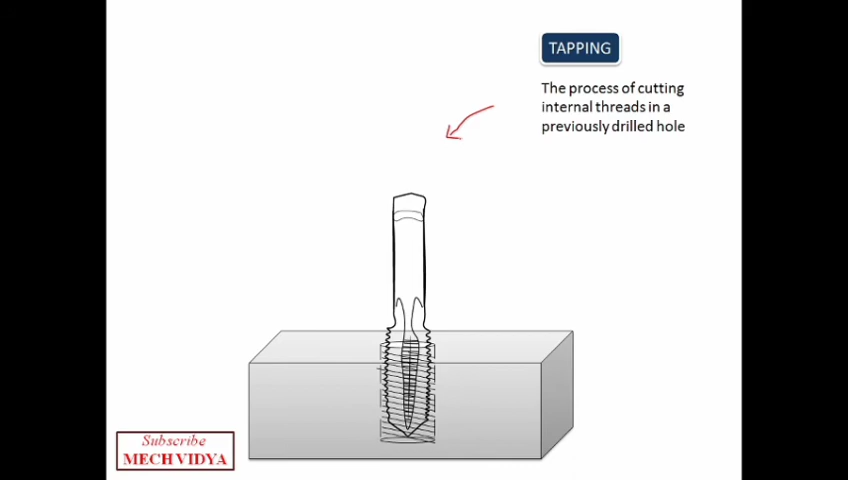 TAPPING
The process of cutting
internal threads in a
previously drilled hole
Subscribe
MECH VIDYA